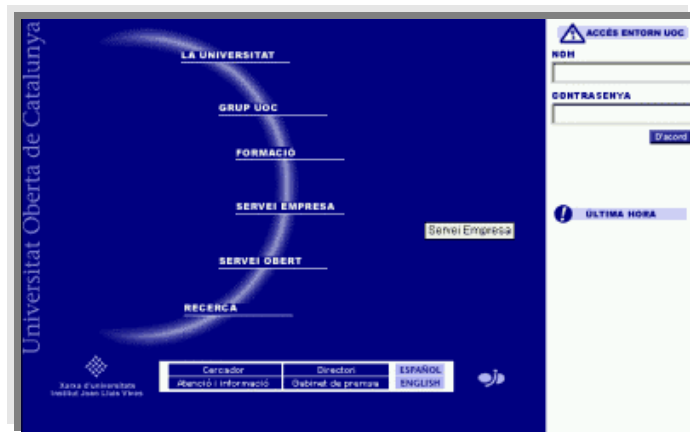 Universitat Oberta de Catalunya
LA UNIVERSITAT
GRUP UOC
FORMACIÓ
SERVEI EMPRESA
Servei Empresa
SERVEI OBERT
RECERCA
Xarxa d'universitats
Institut Joan Lluís Vives
Cercador
Directori
ESPAÑOL
Atenció i informació
Gabinet de premsa
ENGLISH
ACCÉS ENTORN UOC
NOM
CONTRASENYA
D'acord
ÚLTIMA HORA